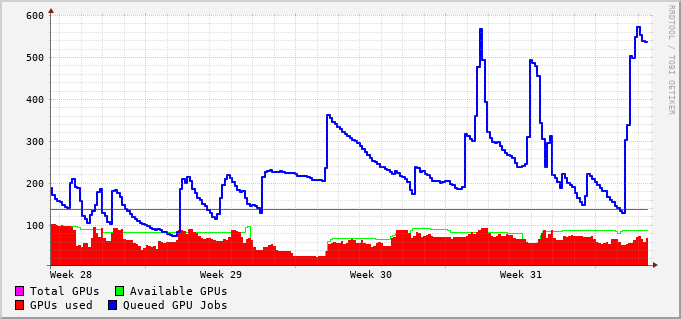 600
500
400
300
200
100
Week 28 Week 29 Week 30 Week 31
Total GPUs Available GPUs
GPUs used Queued GPU Jobs
RRDTOOL / TOBI OETIKER